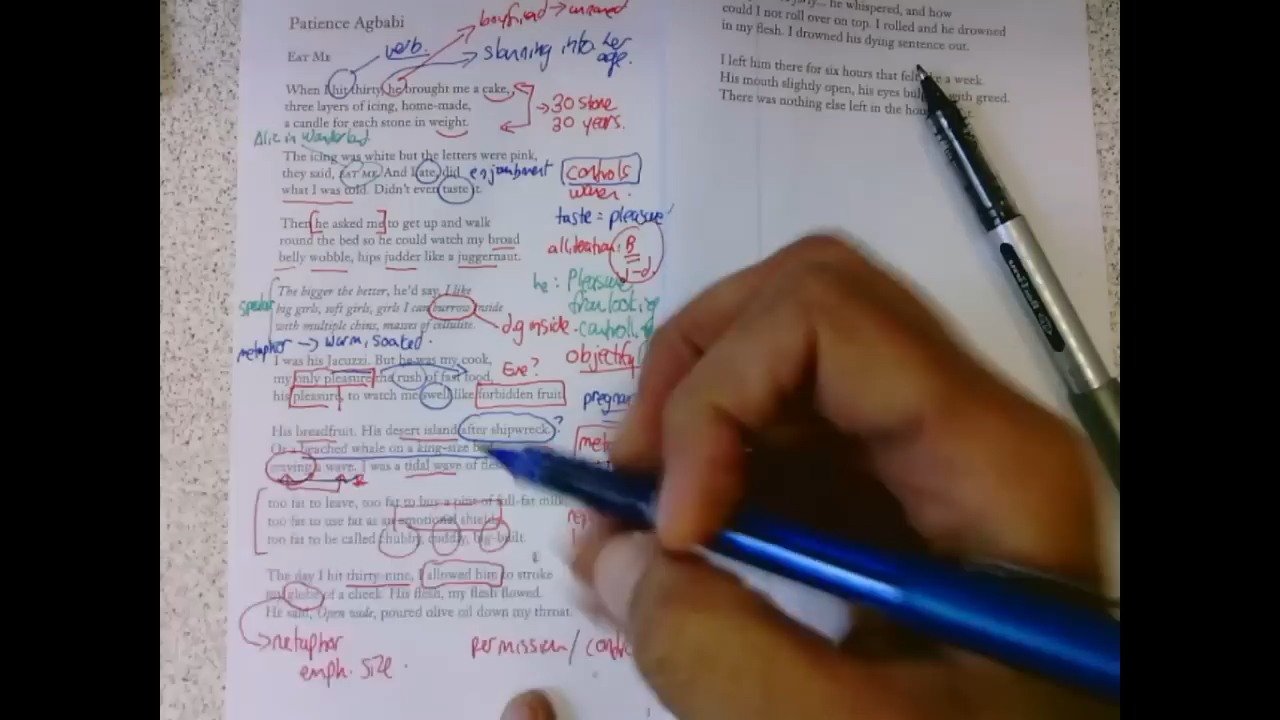 Patience Agbabi
boyfriend → unnamed
EAT ME
verb.
slamming into her
age.
When I hit thirty, he brought me a cake,
three layers of icing, home-made,
a candle for each stone in weight.
→ 30 stone
30 years.
Alice in Wonderland
The icing was white but the letters were pink,
they said, EAT ME. And I ate, did
what I was told. Didn't even taste it.
enjambment
controls
women.
taste = pleasure
Then he asked me to get up and walk
round the bed so he could watch my broad
belly wobble, hips judder like a juggernaut.
alliteration: B
J-J
he: Pleasure
from looking
controll
The bigger the better, he'd say, I like
big girls, soft girls, girls I can burrow inside
with multiple chins, masses of cellulite.
speaker
dig inside.
objectify
metaphor → warm, soaked.
I was his Jacuzzi. But he was my cook,
my only pleasure the rush of fast food,
his pleasure, to watch me swell like forbidden fruit.
Eve?
His breadfruit. His desert island after shipwreck.
?
Or a beached whale on a king-size
craving a wave. I was a tidal wave of
too fat to leave, too fat to buy a pint of full-fat milk,
too fat to use fat as an emotional shield,
too fat to be called chubby, cuddly, big-built.
The day I hit thirty-nine, I allowed him to stroke
my globe of a cheek. His flesh, my flesh flowed.
He said, Open wide, poured olive oil down my throat.
→ metaphor
emph. size.
permission/
he whispered, and how
could I not roll over on top. I rolled and he drowned
in my flesh. I drowned his dying sentence out.
I left him there for six hours that felt like a week.
His mouth slightly open, his eyes with greed.
There was nothing else left in the